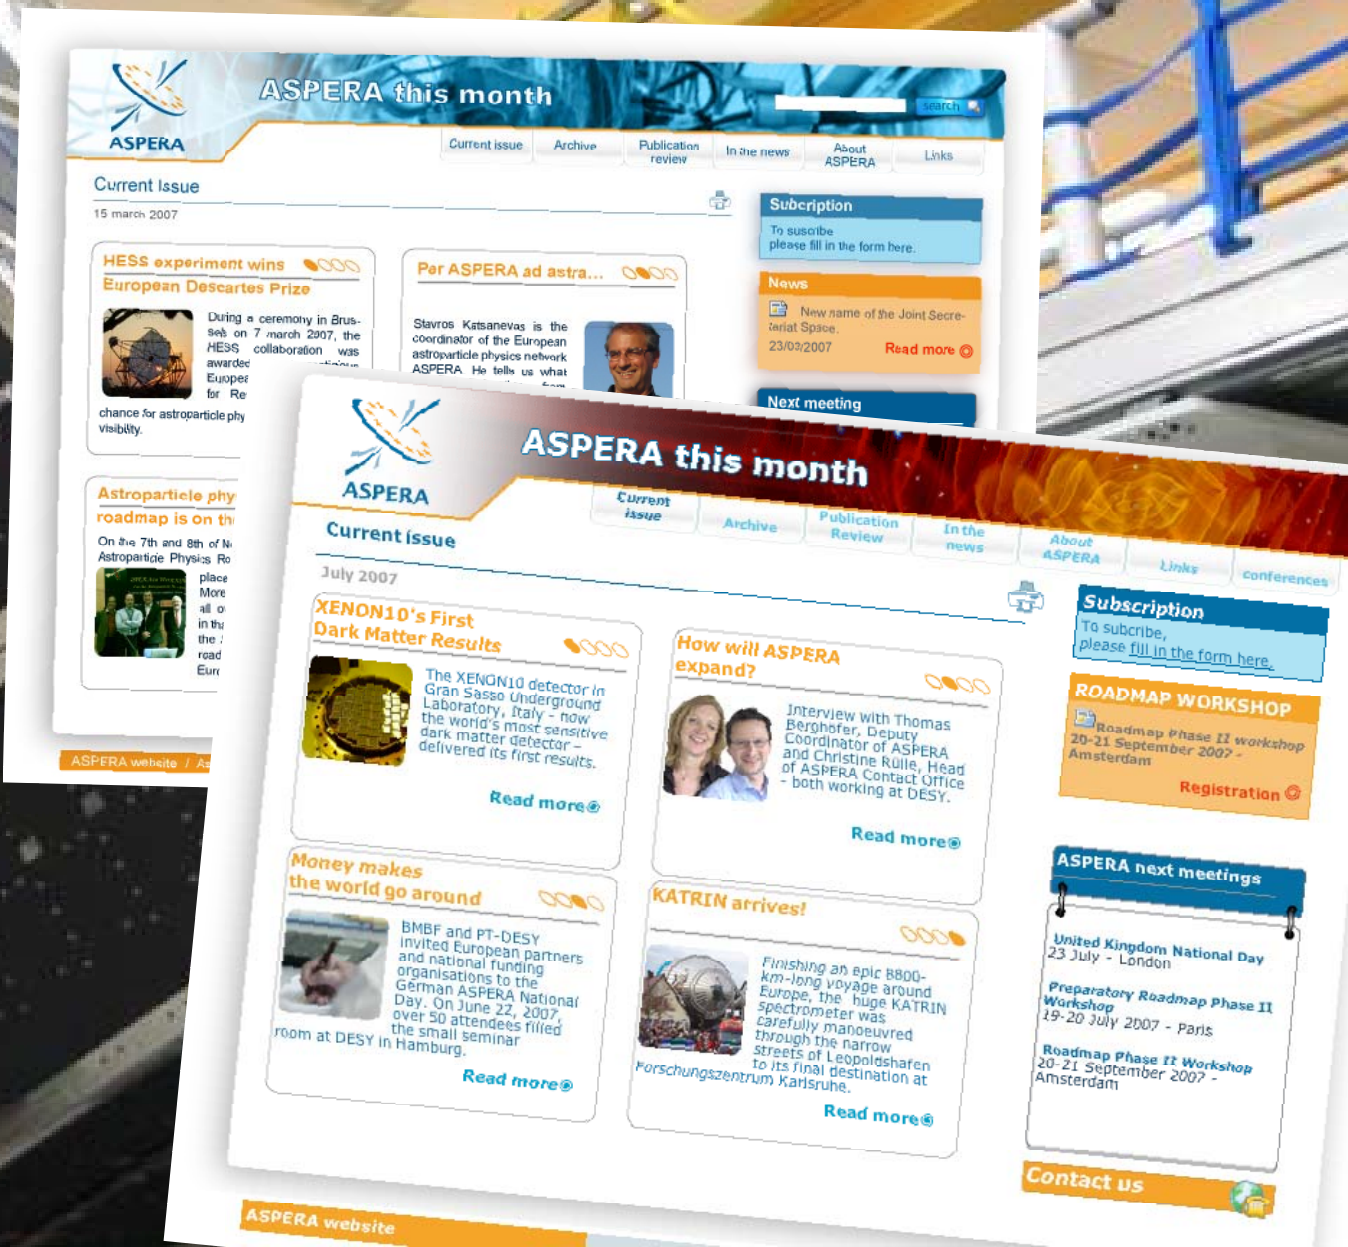 ASPERA
ASPERA this month
search
Current issue
Archive
Publication
review
In the news
About
ASPERA
Links
Current Issue
15 march 2007
HESS experiment wins
European Descartes Prize
During a ceremony in Brus-
sels on 7 march 2007, the
HESS collaboration was
awarded
Europea
for Re
chance for astroparticle phy
visibility.
Per ASPERA ad astra...
Stavros Katsanevas is the
coordinator of the European
astroparticle physics network
ASPERA. He tells us what
from
Subcription
To suscribe
please fill in the form here.
News
New name of the Joint Secre-
tariat Space.
23/03/2007
Read more
Next meeting
Astroparticle phy
roadmap is on th
On the 7th and 8th of N
Astroparticle Physics Ro
place
More
all o
in tha
the
road
Euro
ASPERA website / As
ASPERA
ASPERA this month
Current
issue
Archive
Publication
Review
In the
news
About
ASPERA
Links
conferences
Current issue
July 2007
XENON10's First
Dark Matter Results
The XENON10 detector in
Gran Sasso Underground
Laboratory, Italy - now
the world's most sensitive
dark matter detector –
delivered its first results.
Read more
How will ASPERA
expand?
Interview with Thomas
Berghöfer, Deputy
Coordinator of ASPERA
and Christine Rülle, Head
of ASPERA Contact Office
- both working at DESY.
Read more
Money makes
the world go around
BMBF and PT-DESY
invited European partners
and national funding
organisations to the
German ASPERA National
Day. On June 22, 2007,
over 50 attendees filled
the small seminar
room at DESY in Hamburg.
Read more
KATRIN arrives!
Finishing an epic 8800-
km-long voyage around
Europe, the huge KATRIN
spectrometer was
carefully manoeuvred
through the narrow
streets of Leopoldshafen
to its final destination at
Forschungszentrum Karlsruhe.
Read more
Subscription
To subcribe,
please fill in the form here.
ROADMAP WORKSHOP
Roadmap Phase II workshop
20-21 September 2007 -
Amsterdam
Registration
ASPERA next meetings
United Kingdom National Day
23 July - London
Preparatory Roadmap Phase II
Workshop
19-20 July 2007 - Paris
Roadmap Phase II Workshop
20-21 September 2007 -
Amsterdam
Contact us
ASPERA website